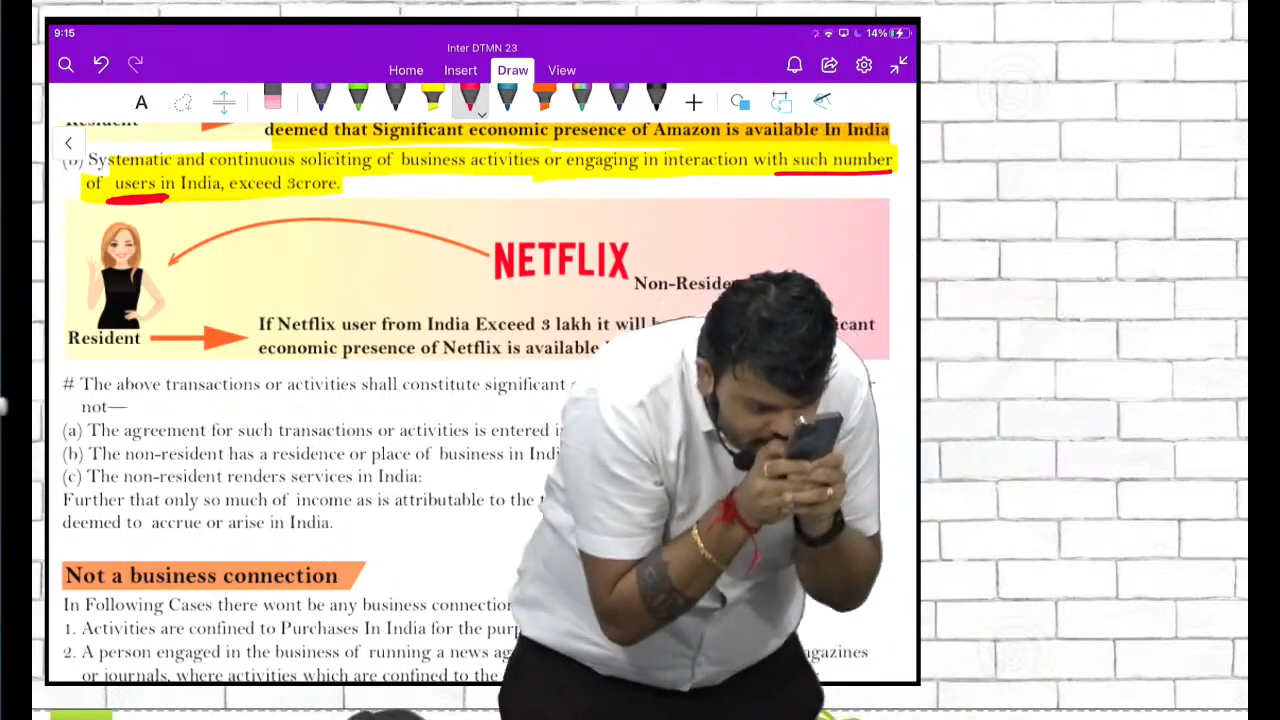 9:15
14%
Inter DTMN 23
Home Insert Draw View
A
Resident deemed that Significant economic presence of Amazon is available In India
(b) Systematic and continuous soliciting of business activities or engaging in interaction with such number
of users in India, exceed 3crore.
NETFLIX
Non-Reside
If Netflix user from India Exceed 3 lakh it will
Resident
economic presence of Netflix is available
# The above transactions or activities shall constitute significant
not—
(a) The agreement for such transactions or activities is entered
(b) The non-resident has a residence or place of business in
(c) The non-resident renders services in India:
Further that only so much of income as is attributable to the
deemed to accrue or arise in India.
Not a business connection
In Following Cases there wont be any business connection
1. Activities are confined to Purchases In India for the
2. A person engaged in the business of running a news
or journals, where activities which are confined to the